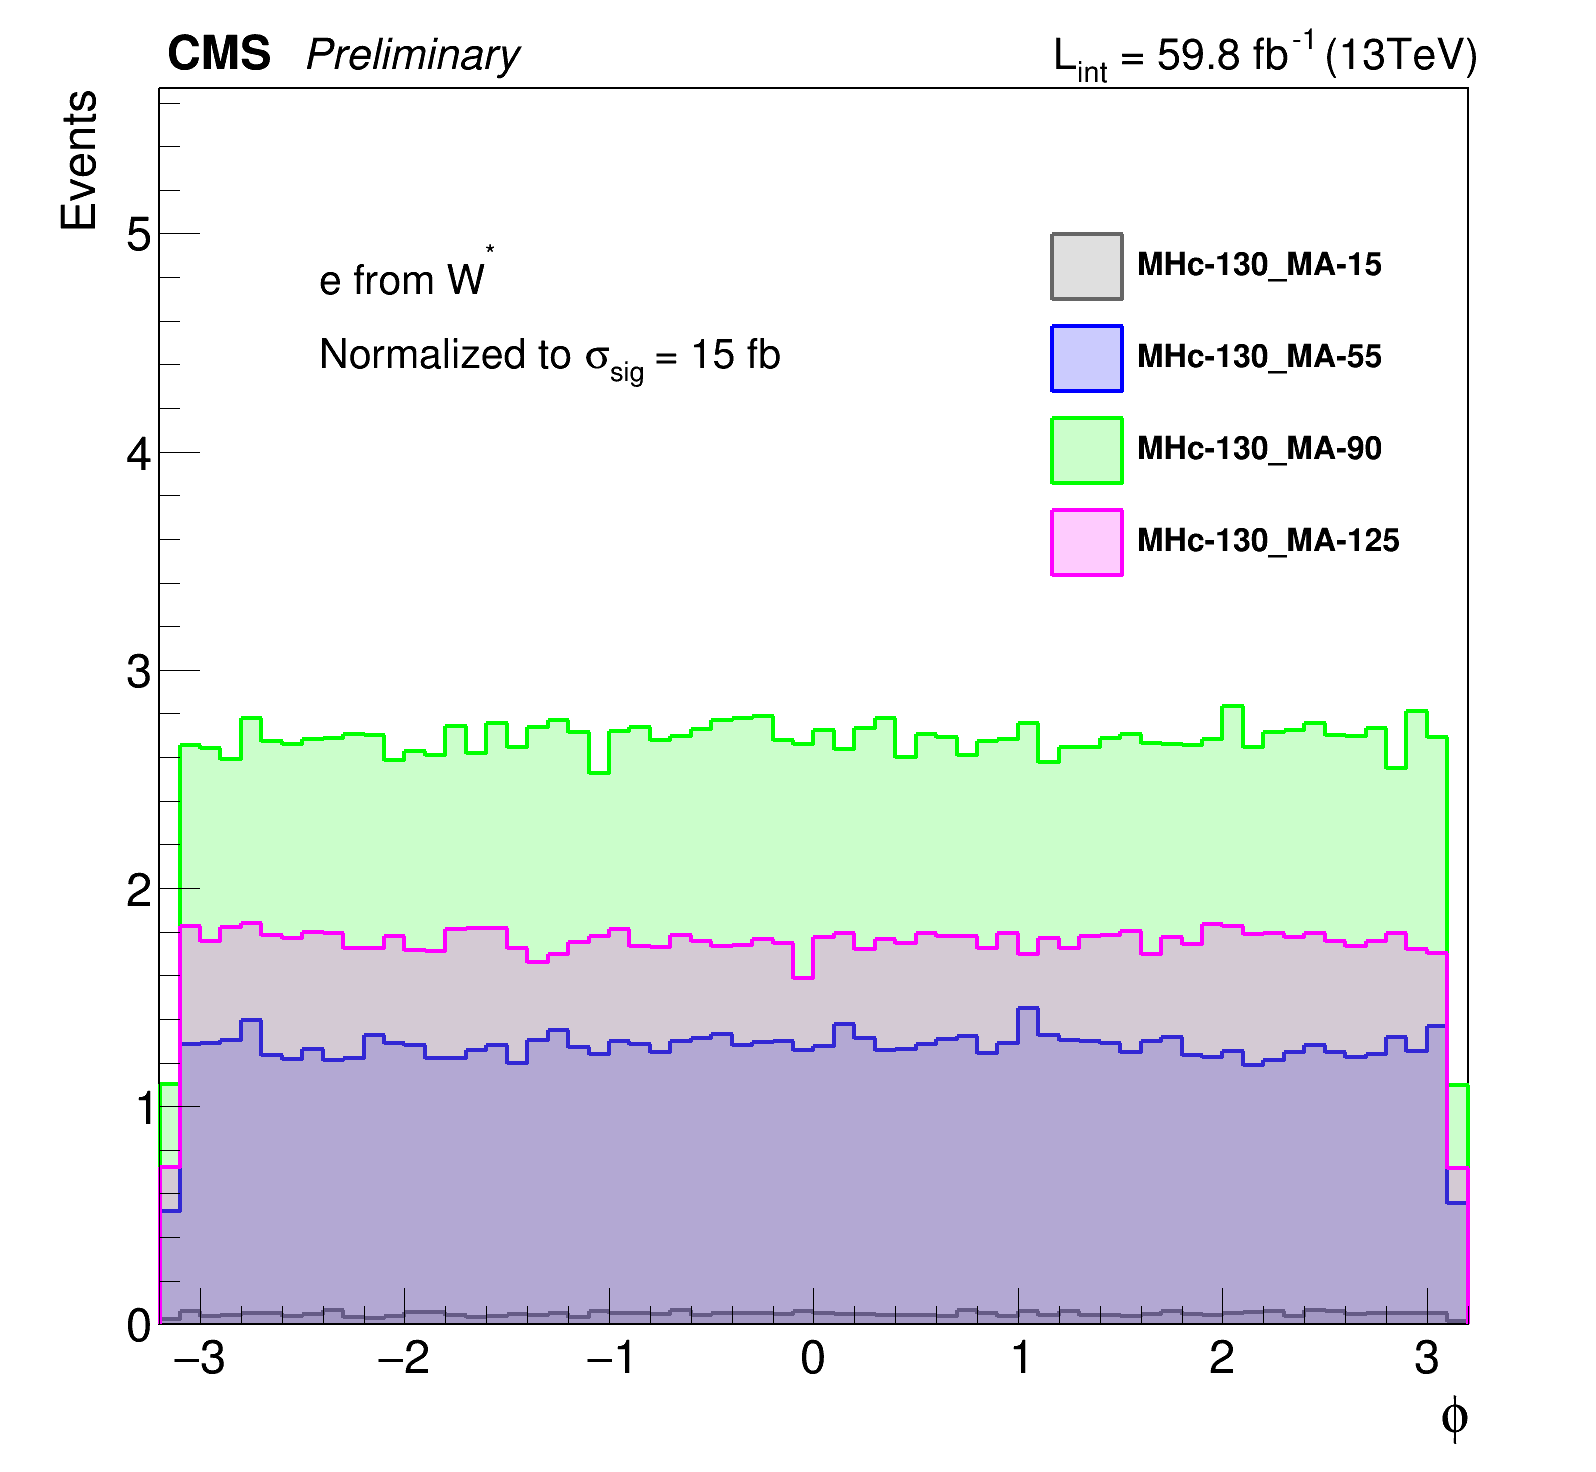 CMS Preliminary
L_int = 59.8 fb^-1 (13TeV)
Events
e from W^*
Normalized to σ_sig = 15 fb
MHc-130_MA-15
MHc-130_MA-55
MHc-130_MA-90
MHc-130_MA-125
5
4
3
2
1
0
−3 −2 −1 0 1 2 3
ϕ